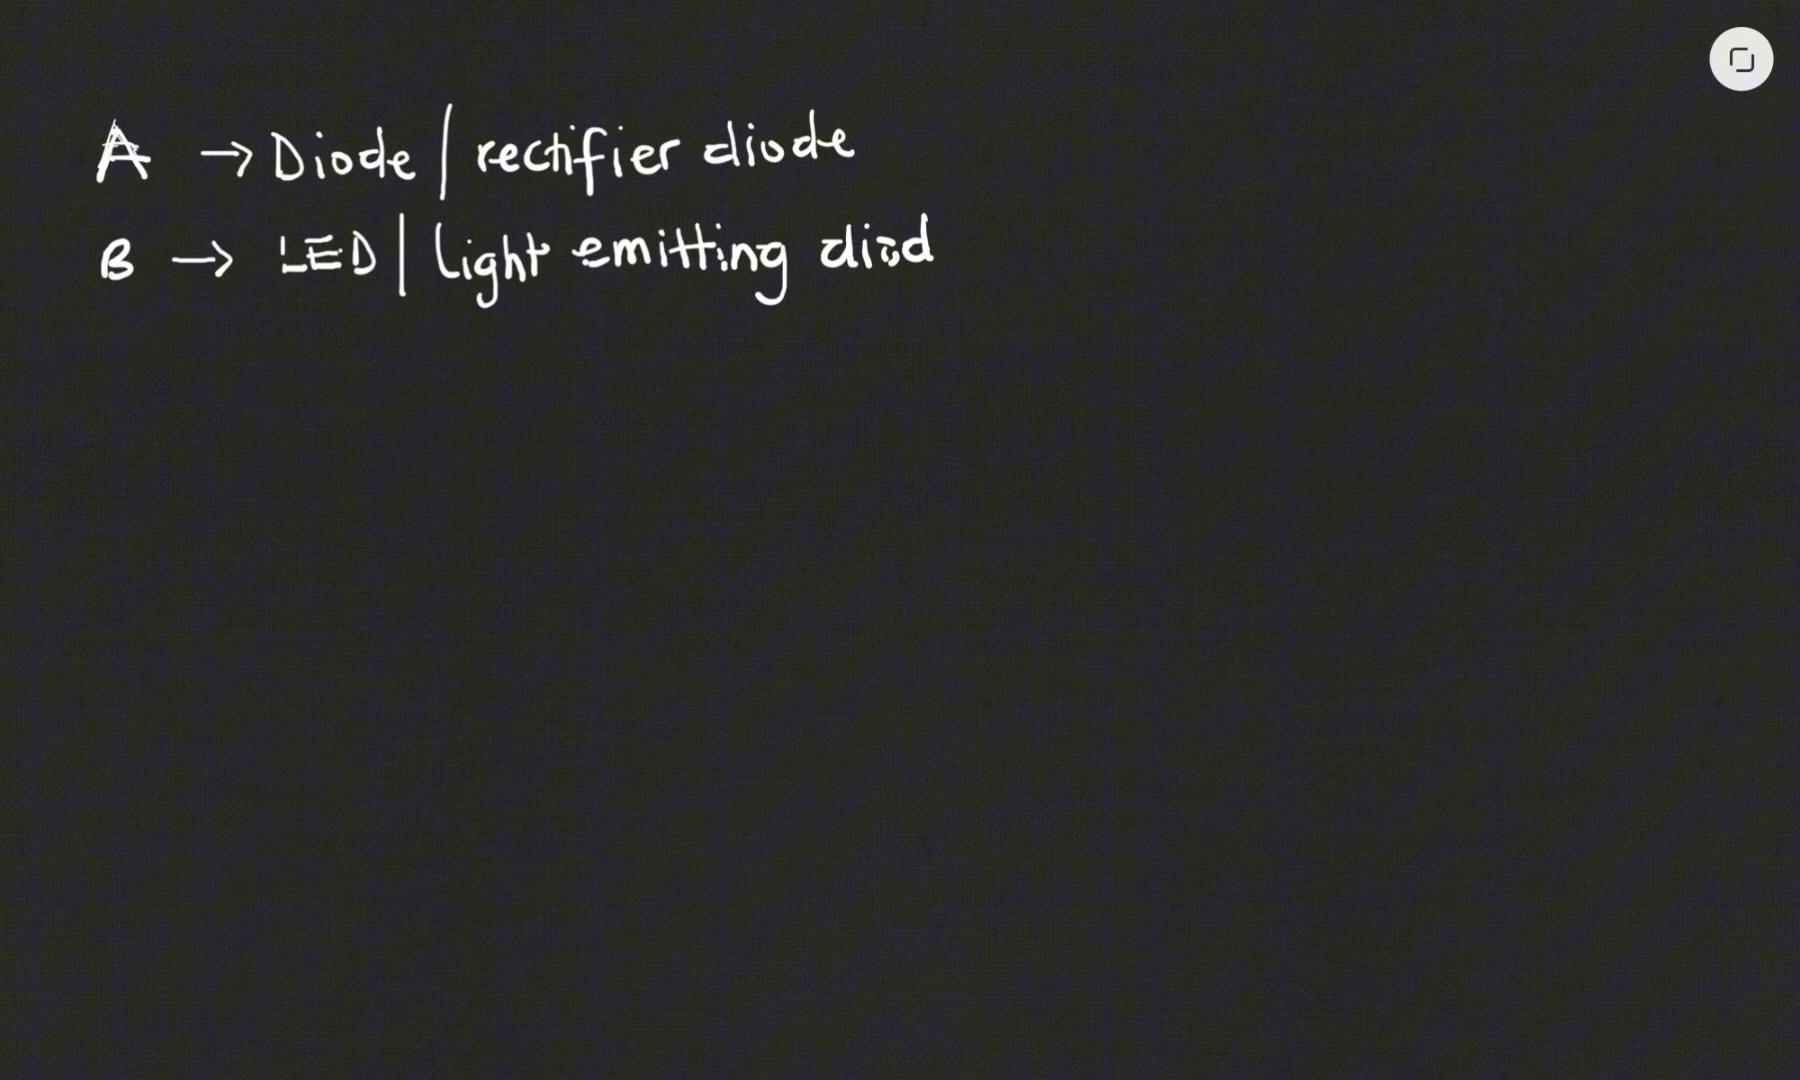 A → Diode / rectifier diode
B → LED | Light emitting diod